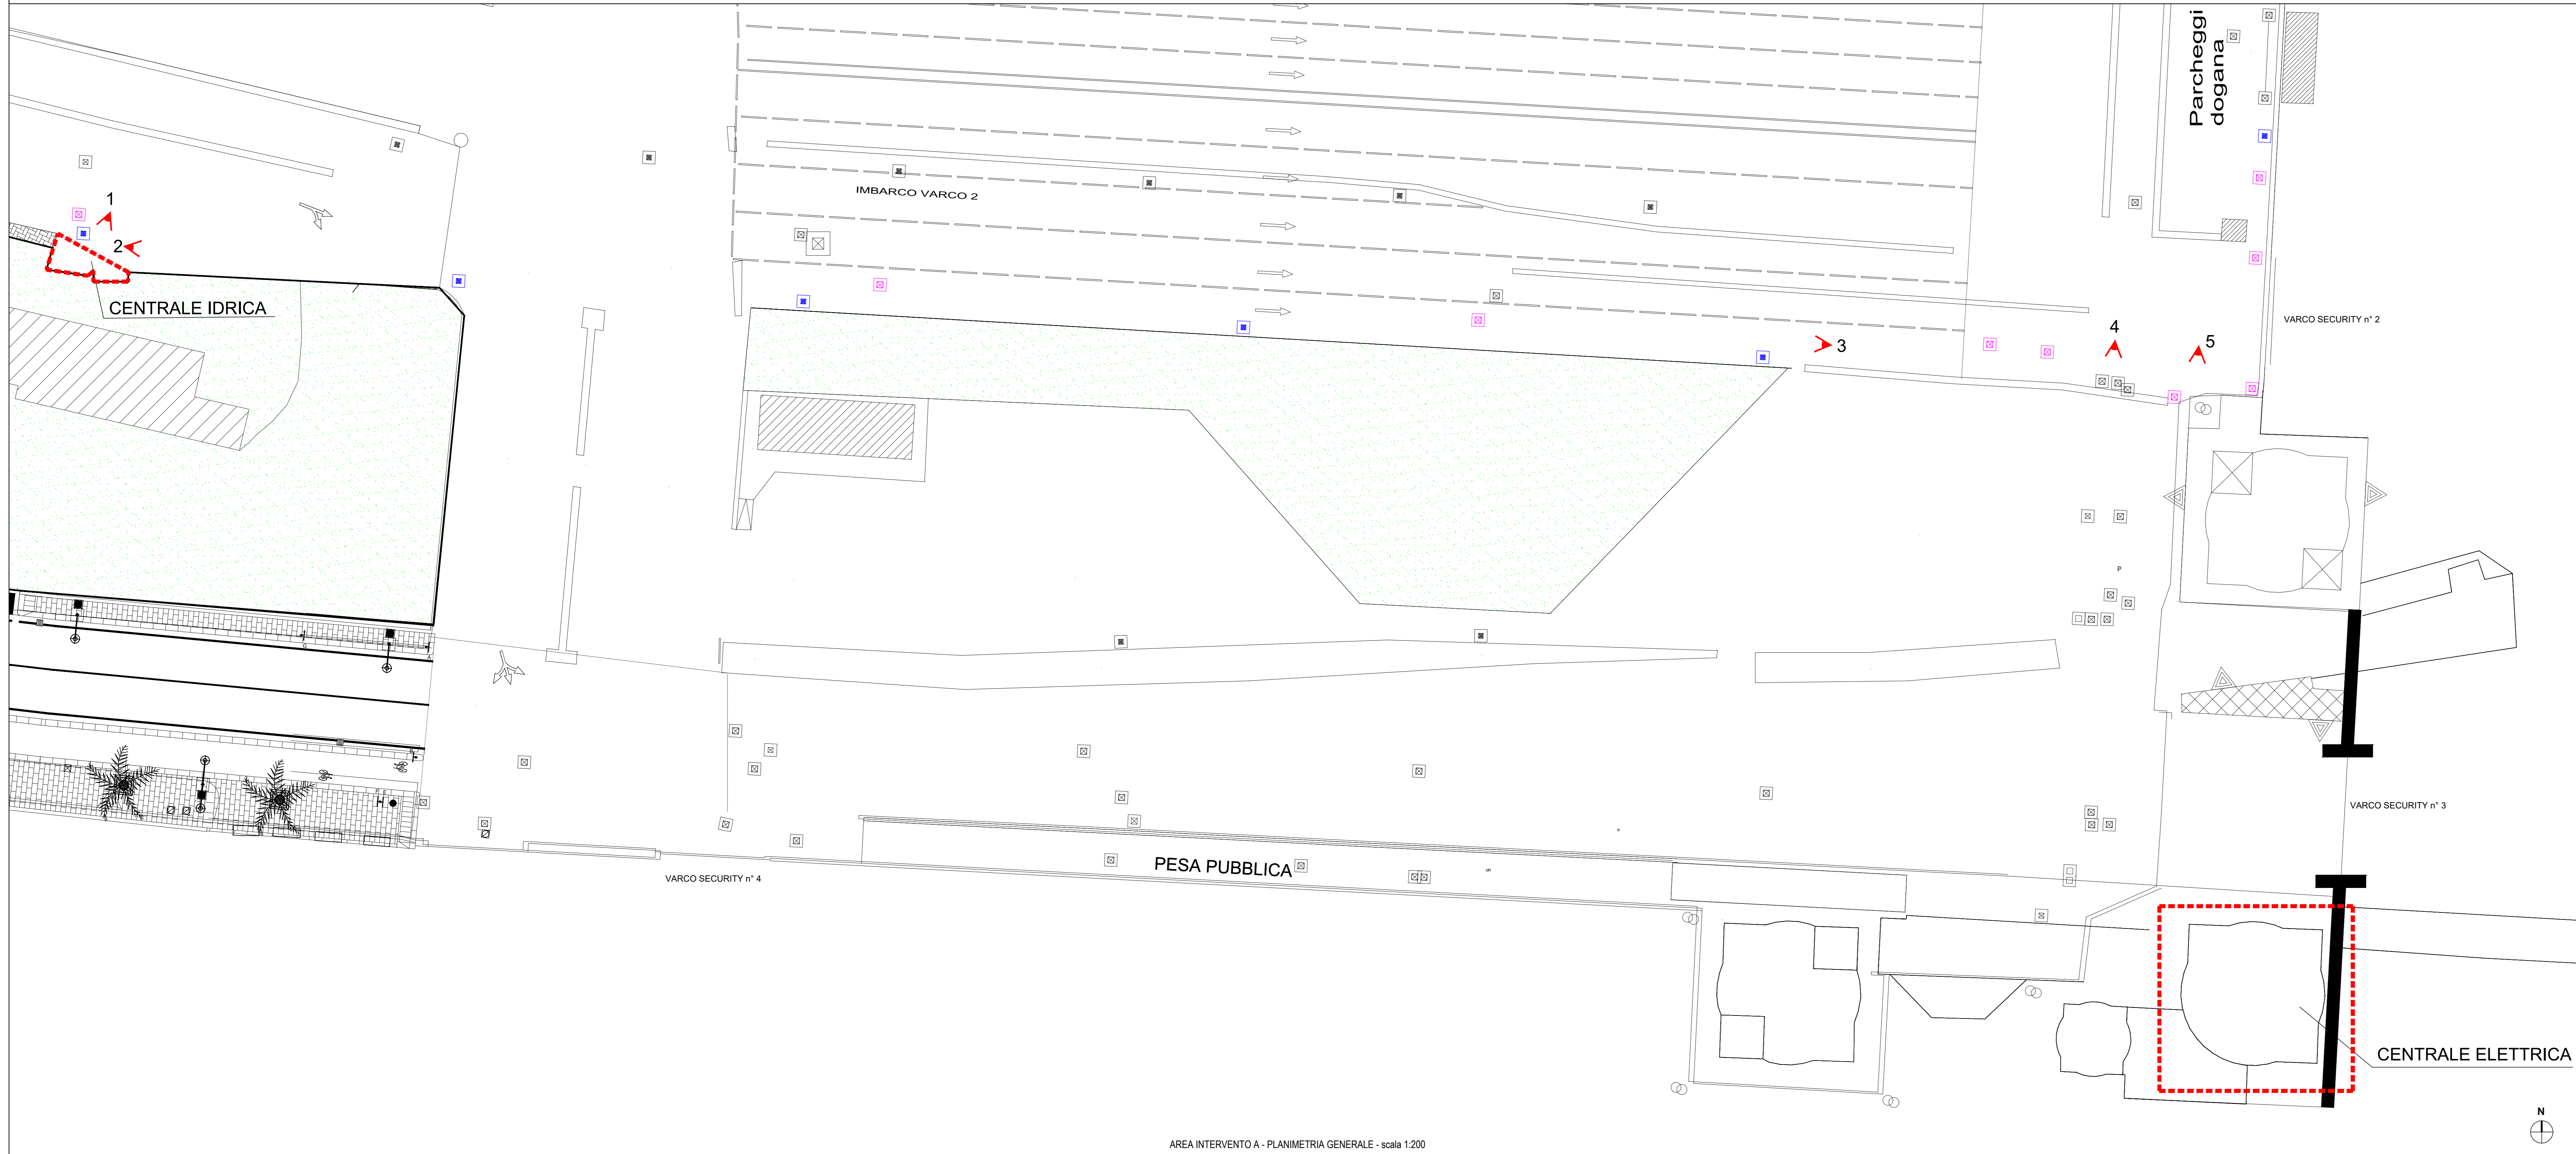 Parcheggi
dogana
1
IMBARCO VARCO 2
2
CENTRALE IDRICA
VARCO SECURITY n° 2
4
5
3
P
VARCO SECURITY n° 3
PESA PUBBLICA
VARCO SECURITY n° 4
CENTRALE ELETTRICA
N
AREA INTERVENTO A - PLANIMETRIA GENERALE - scala 1:200